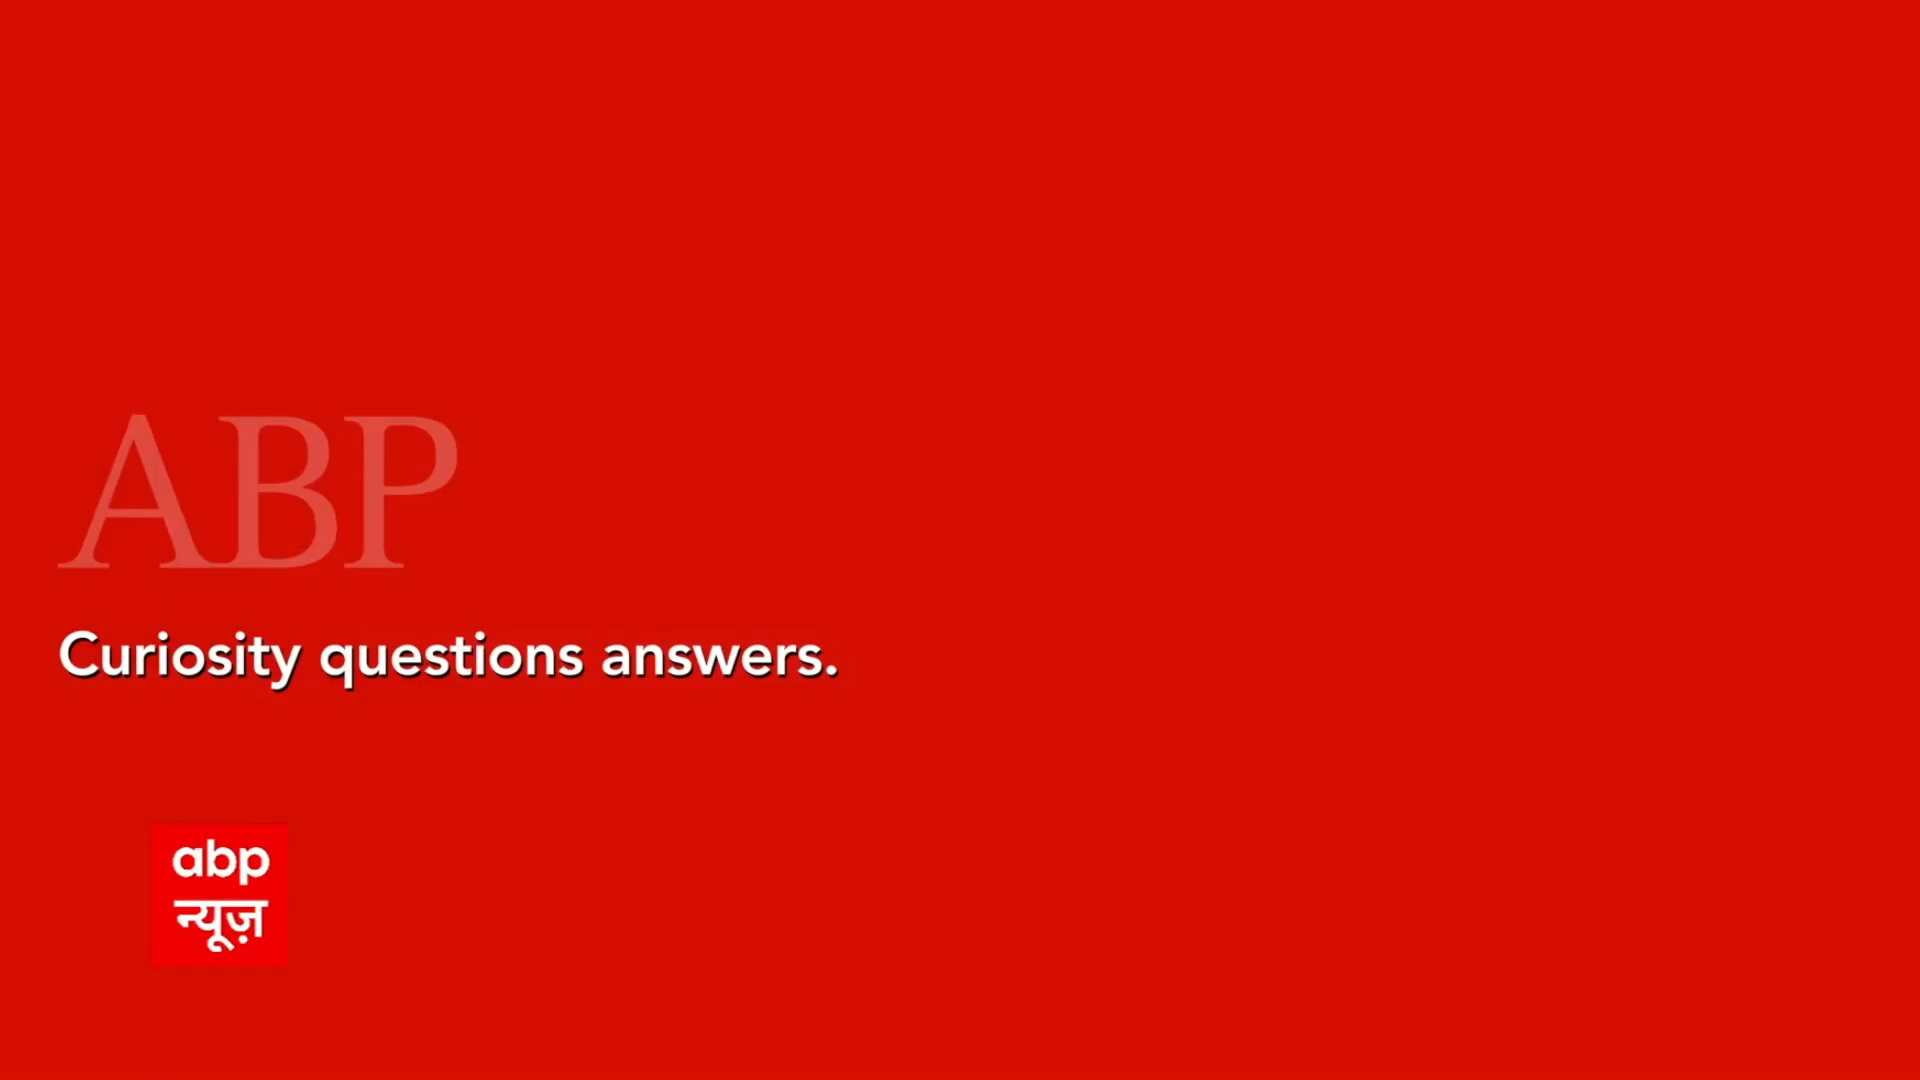 ABP
Curiosity questions answers.
abp
न्यूज़